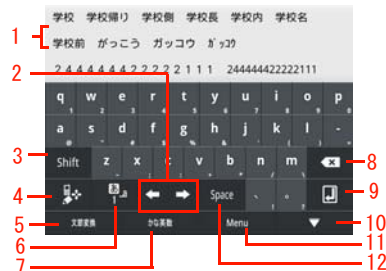 学校 学校帰り 学校側 学校長 学校内 学校名
1
学校前 がっこう ガッコウ ｶﾞｯｺｳ
2
2 4 4 4 4 4 4 2 2 2 2 2 1 1 1 244444422222111
q w e r t y u i o p
a s d f g h j k l -
3 Shift z x c v b n m 8
4 あ 1 Space 、 。 9
5 文節変換 かな英数 Menu 10
6 11
7 12